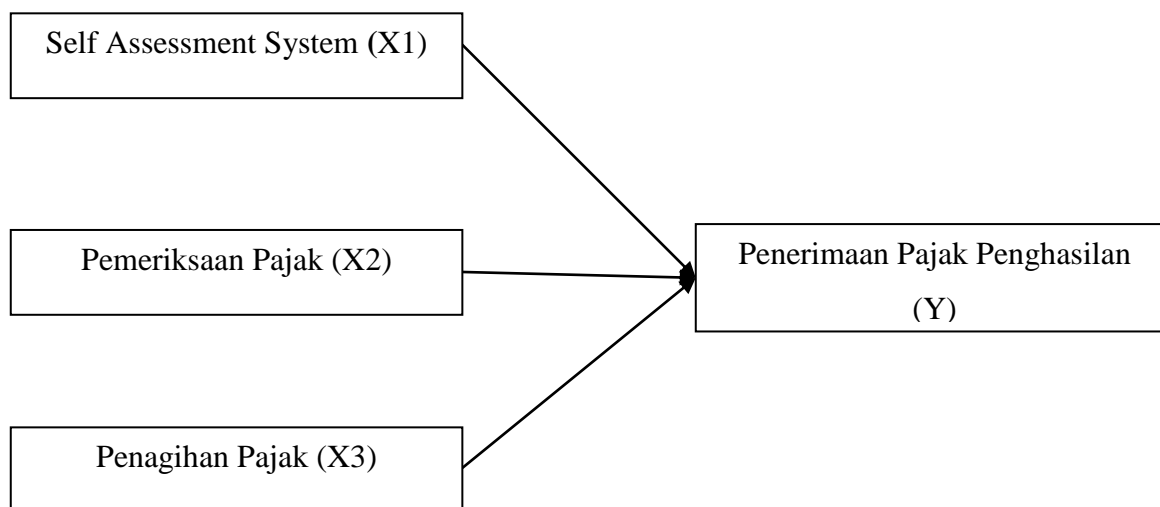 Self Assessment System (X1)
Pemeriksaan Pajak (X2)
Penerimaan Pajak Penghasilan
(Y)
Penagihan Pajak (X3)